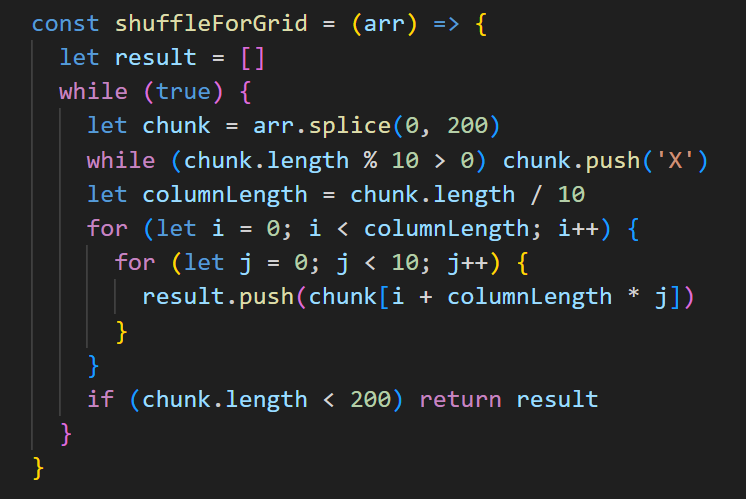 const shuffleForGrid = (arr) => {
  let result = []
  while (true) {
    let chunk = arr.splice(0, 200)
    while (chunk.length % 10 > 0) chunk.push('X')
    let columnLength = chunk.length / 10
    for (let i = 0; i < columnLength; i++) {
      for (let j = 0; j < 10; j++) {
        result.push(chunk[i + columnLength * j])
      }
    }
    if (chunk.length < 200) return result
  }
}